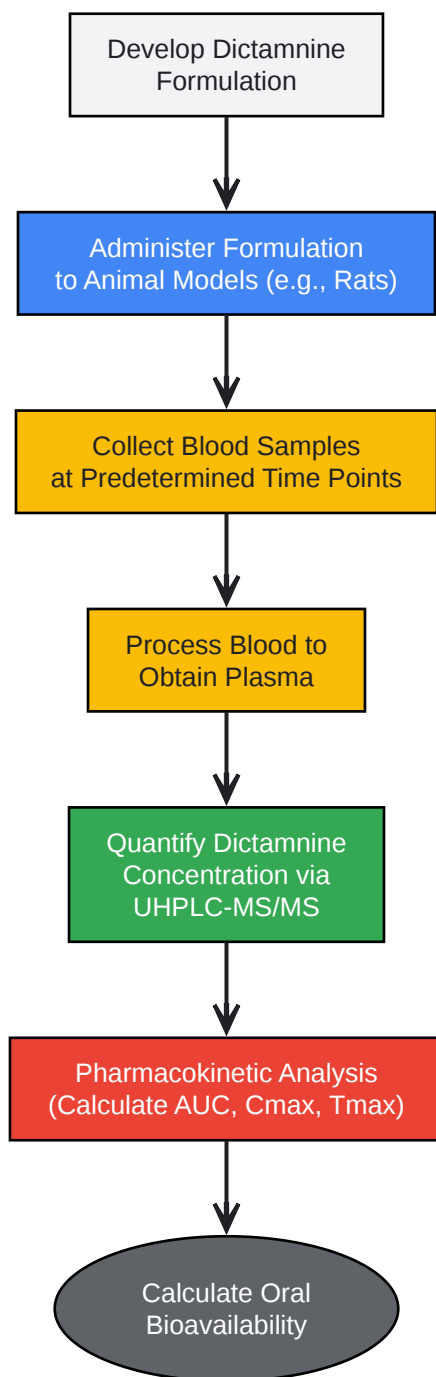 Develop Dictamnine
Formulation
Administer Formulation
to Animal Models (e.g., Rats)
Collect Blood Samples
at Predetermined Time Points
Process Blood to
Obtain Plasma
Quantify Dictamnine
Concentration via
UHPLC-MS/MS
Pharmacokinetic Analysis
(Calculate AUC, Cmax, Tmax)
Calculate Oral
Bioavailability